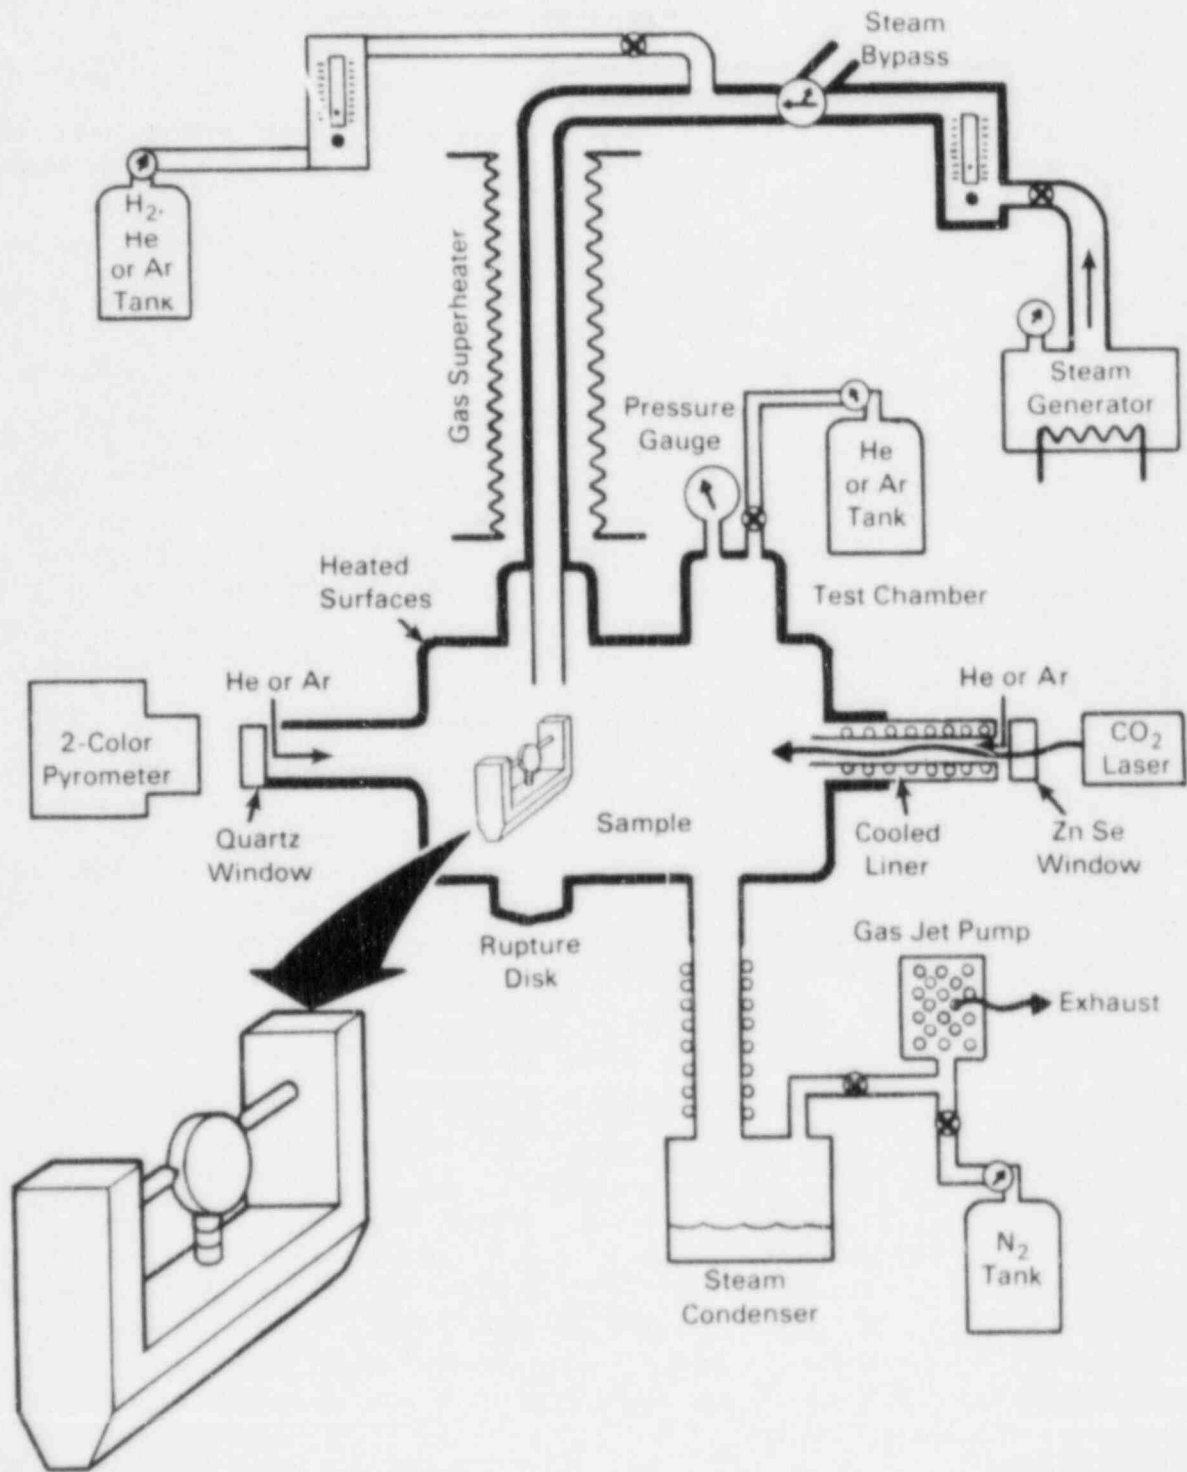 Steam
Bypass
H2,
He
or Ar
Tank
Gas Superheater
Steam
Generator
Pressure
Gauge
He
or Ar
Tank
Heated
Surfaces
Test Chamber
He or Ar
He or Ar
2-Color
Pyrometer
CO2
Laser
Quartz
Window
Sample
Cooled
Liner
Zn Se
Window
Rupture
Disk
Gas Jet Pump
Exhaust
N2
Tank
Steam
Condenser